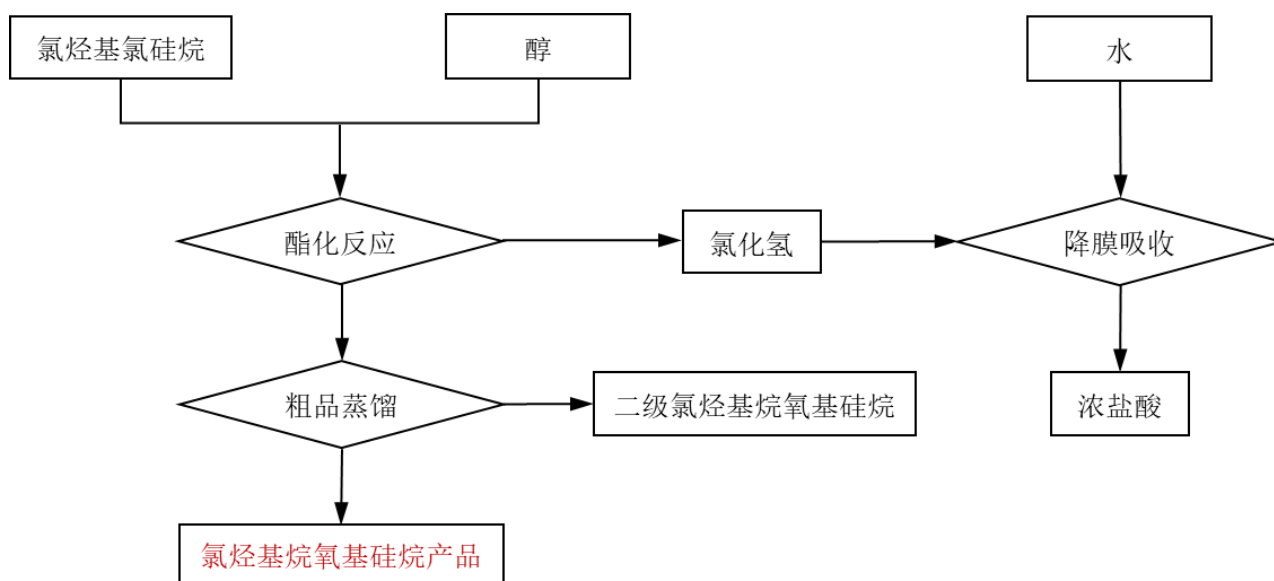 氯烃基氯硅烷
醇
水
酯化反应
氯化氢
降膜吸收
粗品蒸馏
二级氯烃基烷氧基硅烷
浓盐酸
氯烃基烷氧基硅烷产品